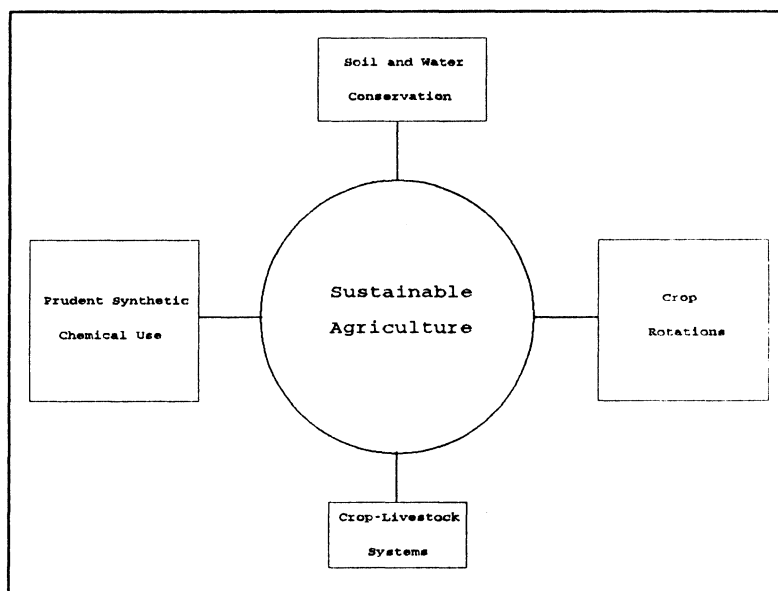 Soil and Water
Conservation
Prudent Synthetic
Chemical Use
Sustainable
Agriculture
Crop
Rotations
Crop-Livestock
Systems